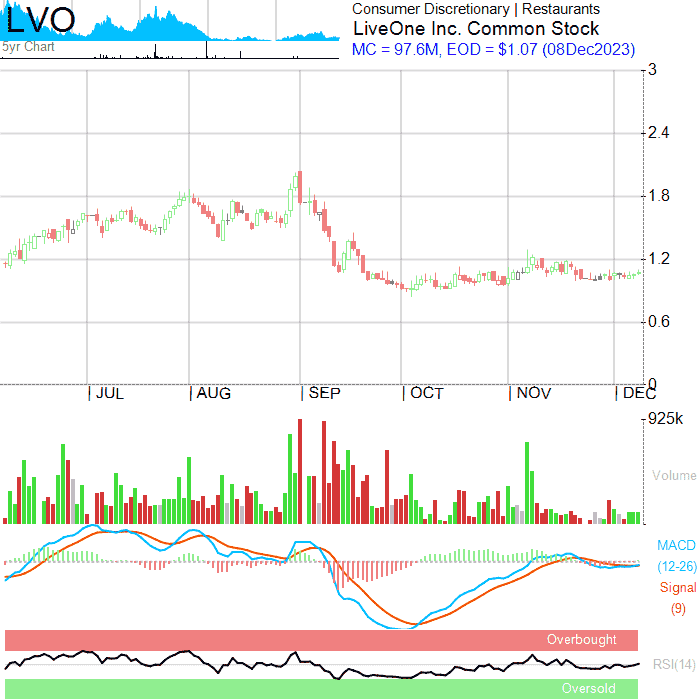 LVO
5yr Chart
Consumer Discretionary | Restaurants
LiveOne Inc. Common Stock
MC = 97.6M, EOD = $1.07 (08Dec2023)
3
2.4
1.8
1.2
0.6
0
| JUL | AUG | SEP | OCT | NOV | DEC
925k
Volume
MACD
(12-26)
Signal
(9)
Overbought
RSI(14)
Oversold